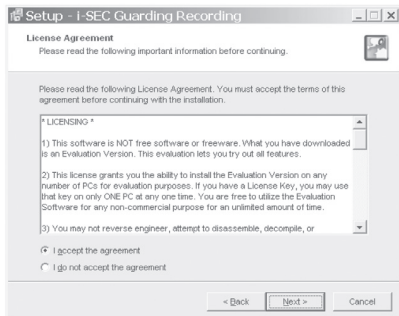 Setup - i-SEC Guarding Recording
License Agreement
Please read the following important information before continuing.
Please read the following License Agreement. You must accept the terms of this
agreement before continuing with the installation.
* LICENSING *
1) This software is NOT free software or freeware. What you have downloaded
is an Evaluation Version. This evaluation lets you try out all features.
2) This license grants you the ability to install the Evaluation Version on any
number of PCs for evaluation purposes. If you have a License Key, you may use
that key on only ONE PC at any one time. You are free to utilize the Evaluation
Software for any non-commercial purpose for an unlimited amount of time.
3) You may not reverse engineer, attempt to disassemble, decompile, or
I accept the agreement
I do not accept the agreement
< Back Next > Cancel